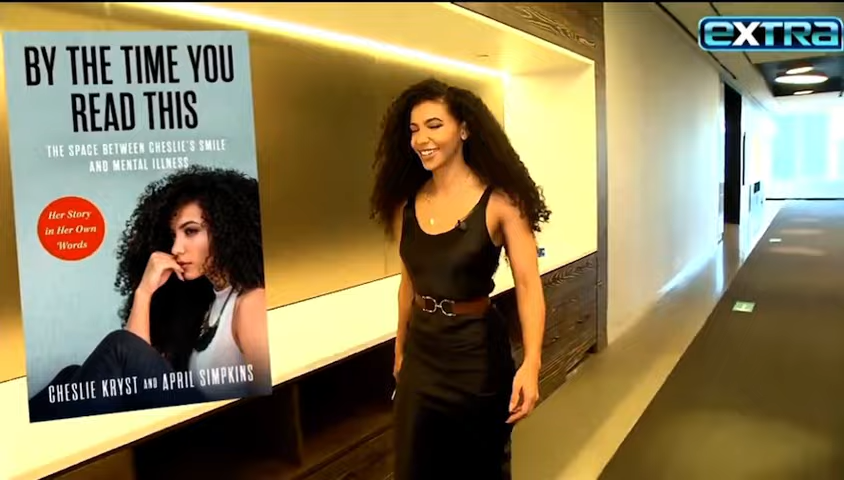 BY THE TIME YOU
READ THIS
THE SPACE BETWEEN CHESLIE'S SMILE
AND MENTAL ILLNESS
Her Story
in Her Own
Words
CHESLIE KRYST AND APRIL SIMPKINS
extra